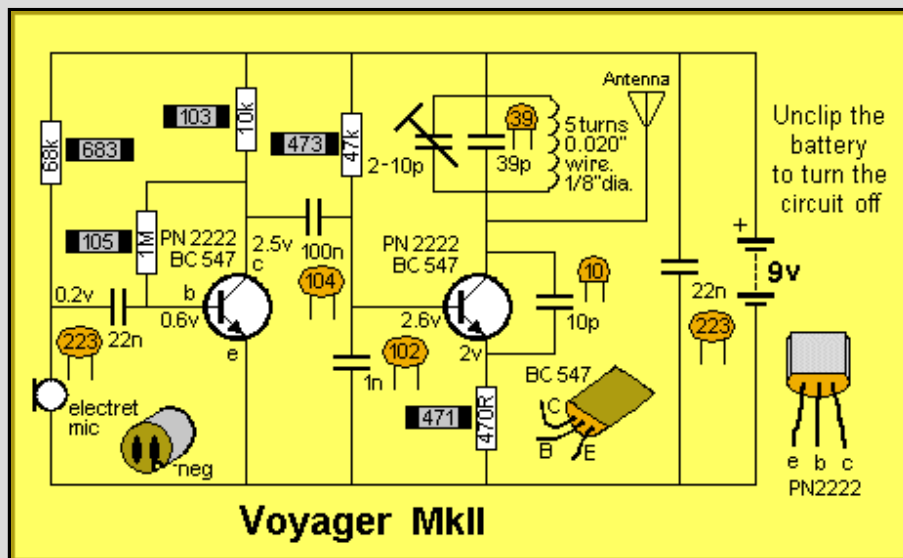 Antenna
Unclip the
battery
to turn the
circuit off
68k
683
103
10k
473
47k
2-10p
39
39p
5 turns
0.020"
wire.
1/8"dia.
105
1M
PN 2222
BC 547
2.5v
c
100n
104
PN 2222
BC 547
10
10p
+
9v
22n
223
0.2v
b
0.6v
22n
223
e
2.6v
2v
1n
102
electret
mic
neg
471
470R
BC 547
C
B
E
e b c
PN2222
Voyager MkII